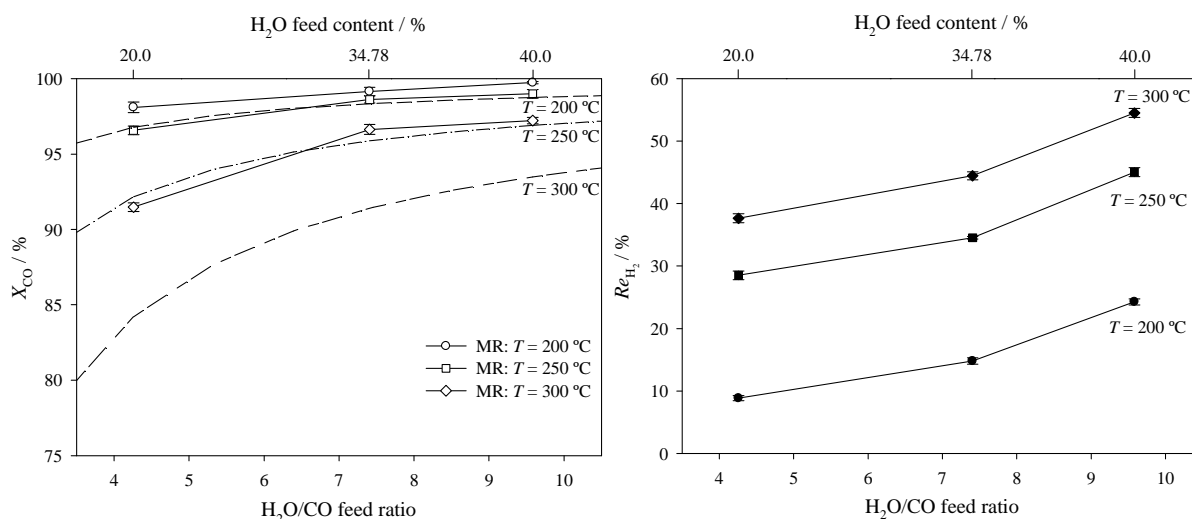 H₂O feed content / %
20.0 34.78 40.0
100
95
90
85
80
75
X_CO / %
T = 200 ºC
T = 250 ºC
T = 300 ºC
MR: T = 200 ºC
MR: T = 250 ºC
MR: T = 300 ºC
4 5 6 7 8 9 10
H₂O/CO feed ratio
H₂O feed content / %
20.0 34.78 40.0
60
50
40
30
20
10
0
Re_H₂ / %
T = 300 ºC
T = 250 ºC
T = 200 ºC
4 5 6 7 8 9 10
H₂O/CO feed ratio